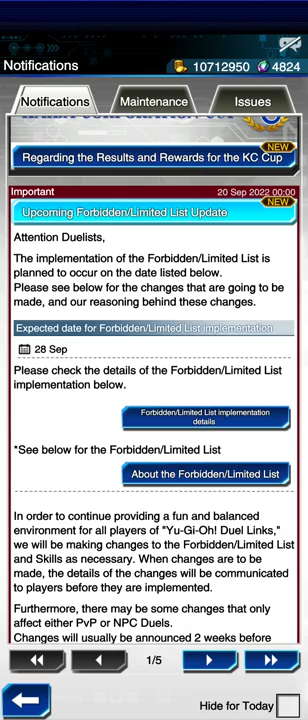 Notifications
10712950
4824
Notifications
Maintenance
Issues
NEW
Regarding the Results and Rewards for the KC Cup
Important
20 Sep 2022 00:00
NEW
Upcoming Forbidden/Limited List Update
Attention Duelists,
The implementation of the Forbidden/Limited List is
planned to occur on the date listed below.
Please see below for the changes that are going to be
made, and our reasoning behind these changes.
Expected date for Forbidden/Limited List implementation
28 Sep
Please check the details of the Forbidden/Limited List
implementation below.
Forbidden/Limited List implementation
details
*See below for the Forbidden/Limited List
About the Forbidden/Limited List
In order to continue providing a fun and balanced
environment for all players of "Yu-Gi-Oh! Duel Links,"
we will be making changes to the Forbidden/Limited List
and Skills as necessary. When changes are to be
made, the details of the changes will be communicated
to players before they are implemented.
Furthermore, there may be some changes that only
affect either PvP or NPC Duels.
Changes will usually be announced 2 weeks before
1/5
Hide for Today